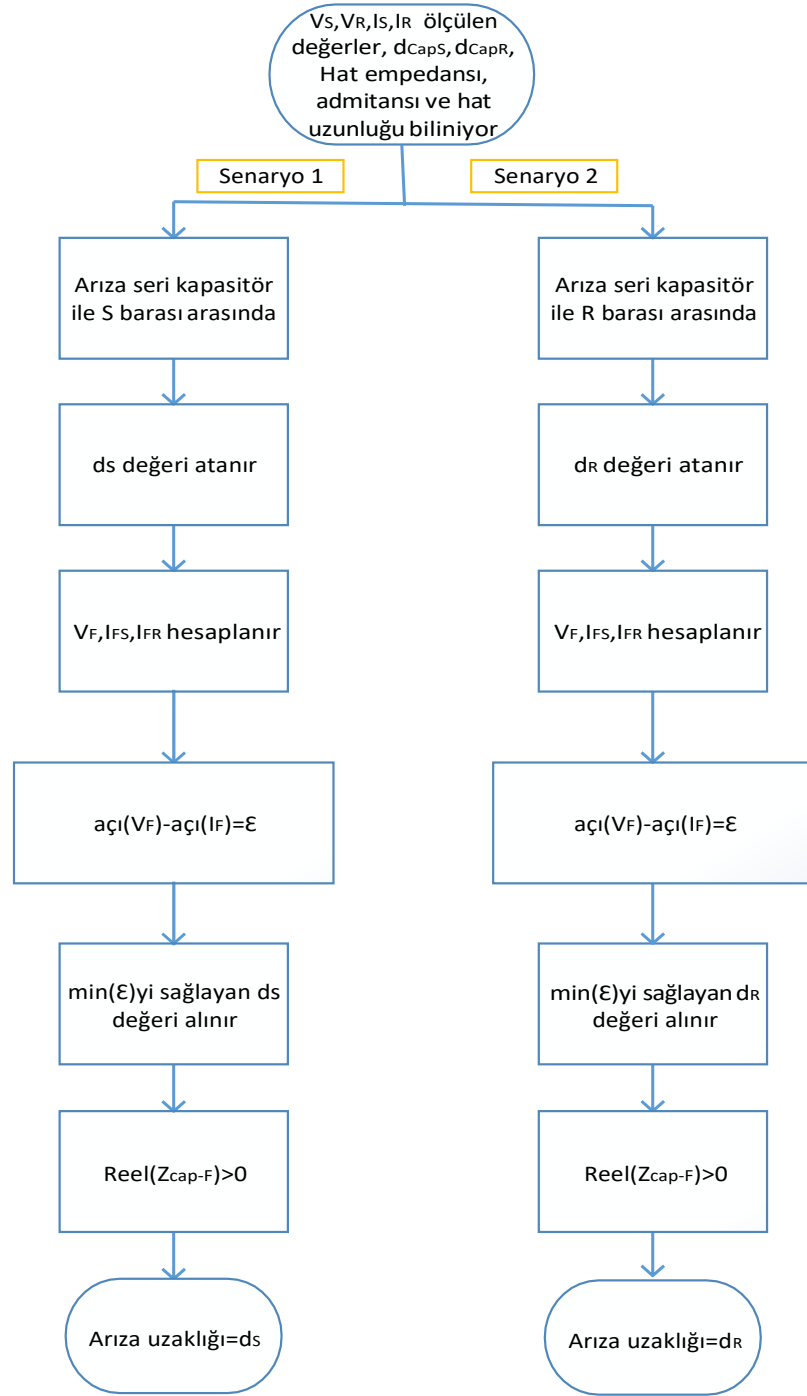 VS,VR,IS,IR ölçülen
değerler, dCapS,dCapR,
Hat empedansı,
admitansı ve hat
uzunluğu biliniyor
Senaryo 1
Senaryo 2
Arıza seri kapasitör
ile S barası arasında
Arıza seri kapasitör
ile R barası arasında
dS değeri atanır
dR değeri atanır
VF,IFS,IFR hesaplanır
VF,IFS,IFR hesaplanır
açı(VF)-açı(IF)=Ɛ
açı(VF)-açı(IF)=Ɛ
min(Ɛ)yi sağlayan ds
değeri alınır
min(Ɛ)yi sağlayan dR
değeri alınır
Reel(Zcap-F)>0
Reel(Zcap-F)>0
Arıza uzaklığı=dS
Arıza uzaklığı=dR